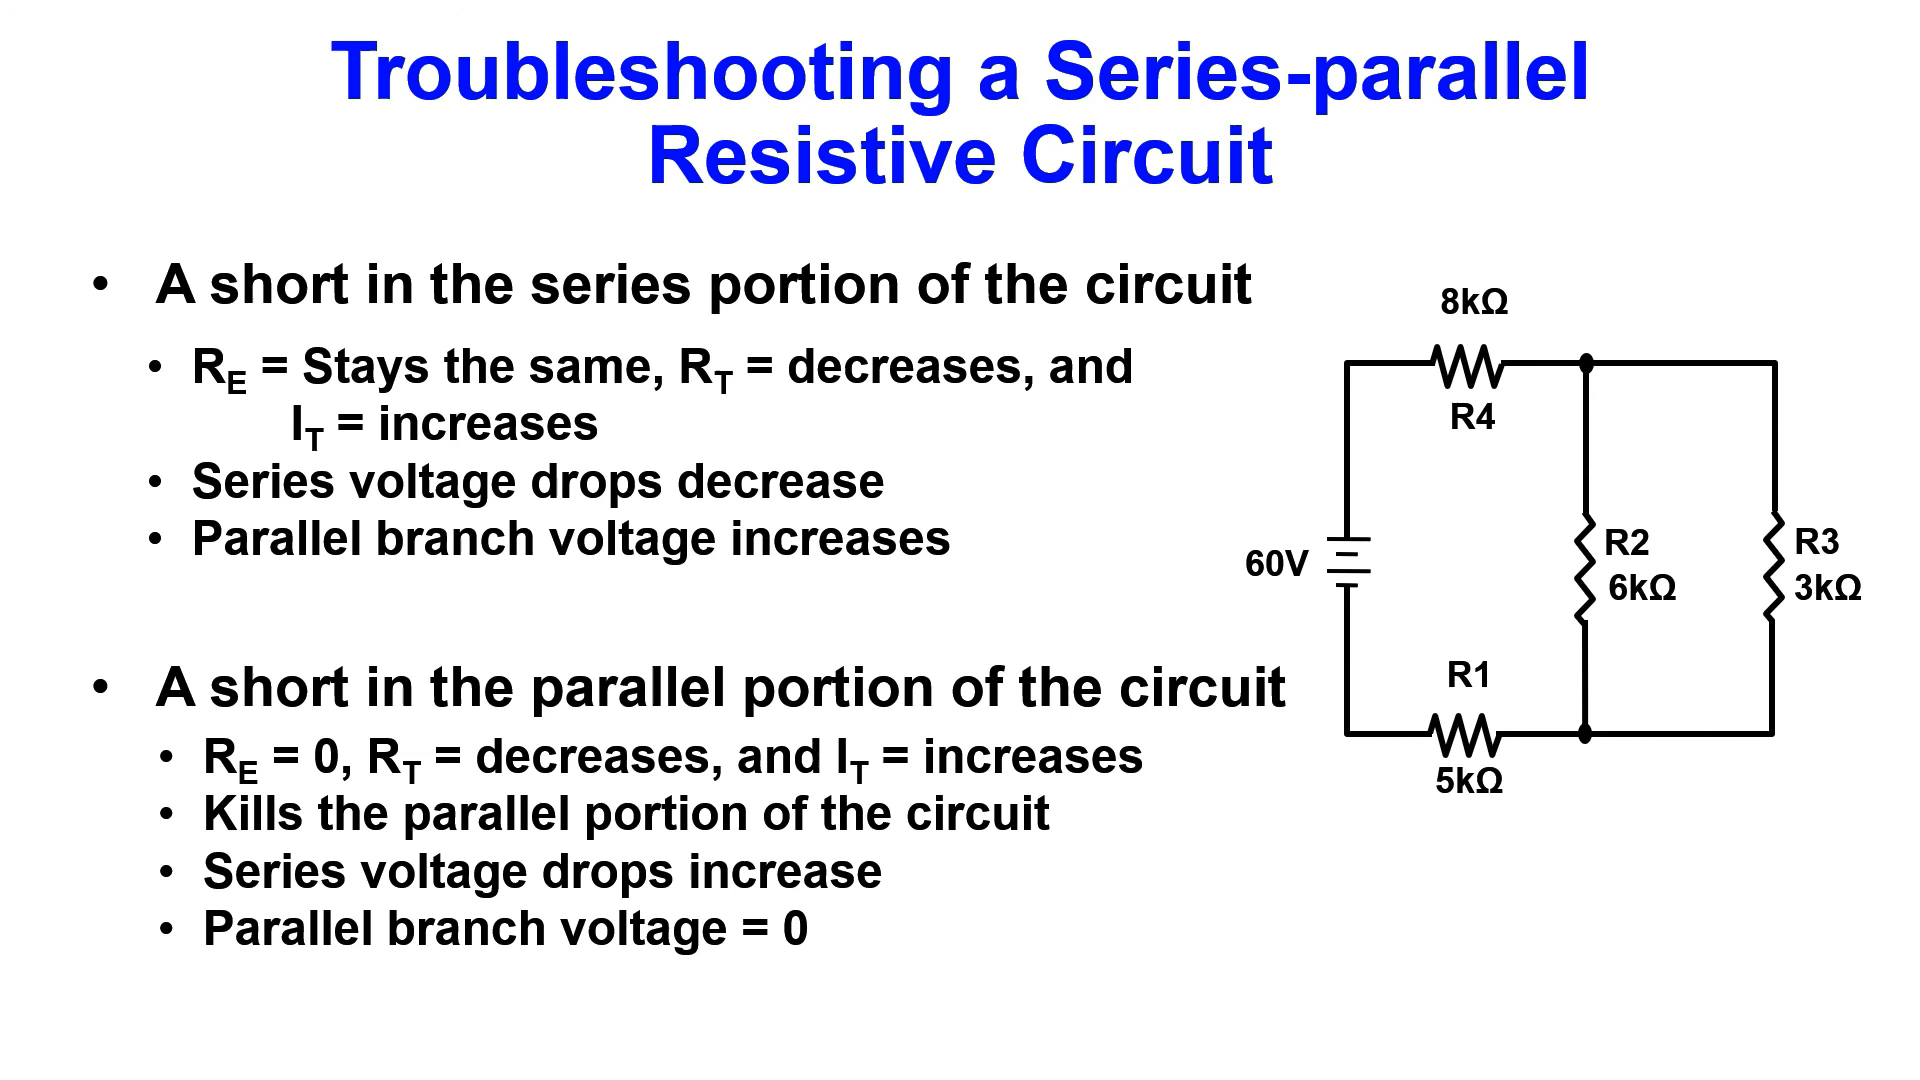 Troubleshooting a Series-parallel
Resistive Circuit
• A short in the series portion of the circuit
• RE = Stays the same, RT = decreases, and
IT = increases
• Series voltage drops decrease
• Parallel branch voltage increases
• A short in the parallel portion of the circuit
• RE = 0, RT = decreases, and IT = increases
• Kills the parallel portion of the circuit
• Series voltage drops increase
• Parallel branch voltage = 0
8kΩ
R4
60V
R2
6kΩ
R3
3kΩ
R1
5kΩ